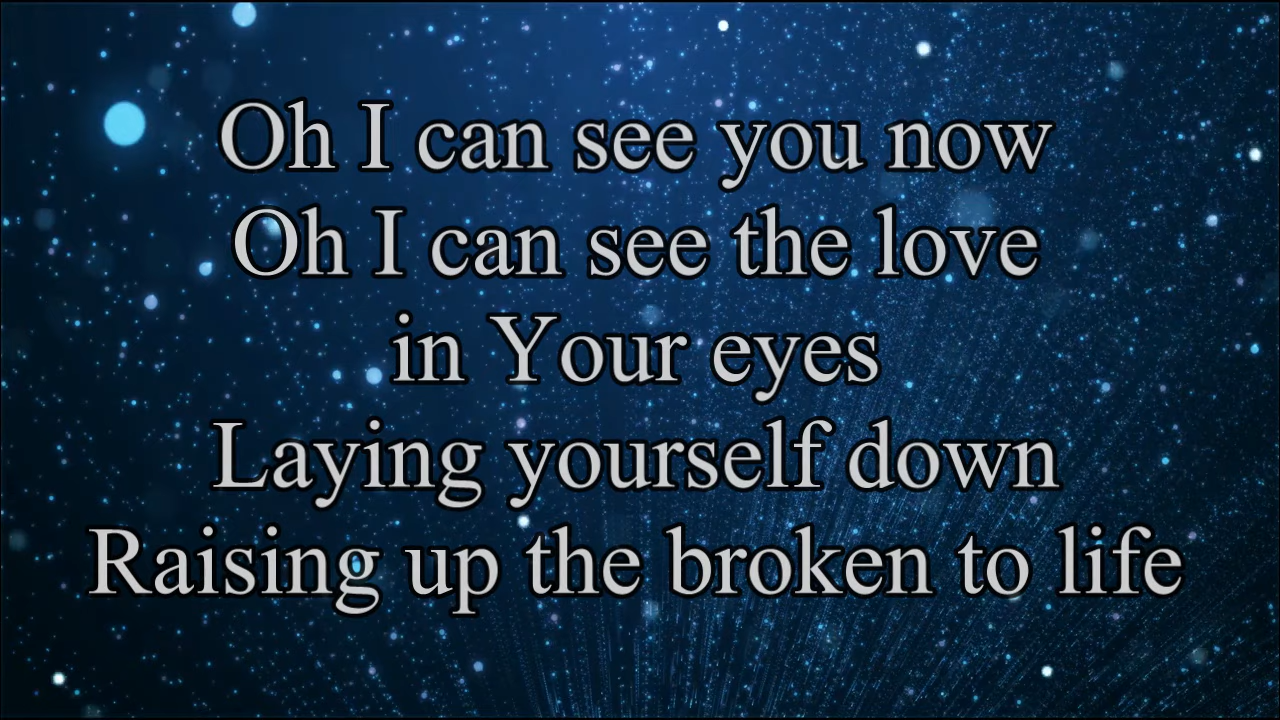 Oh I can see you now
Oh I can see the love
in Your eyes
Laying yourself down
Raising up the broken to life